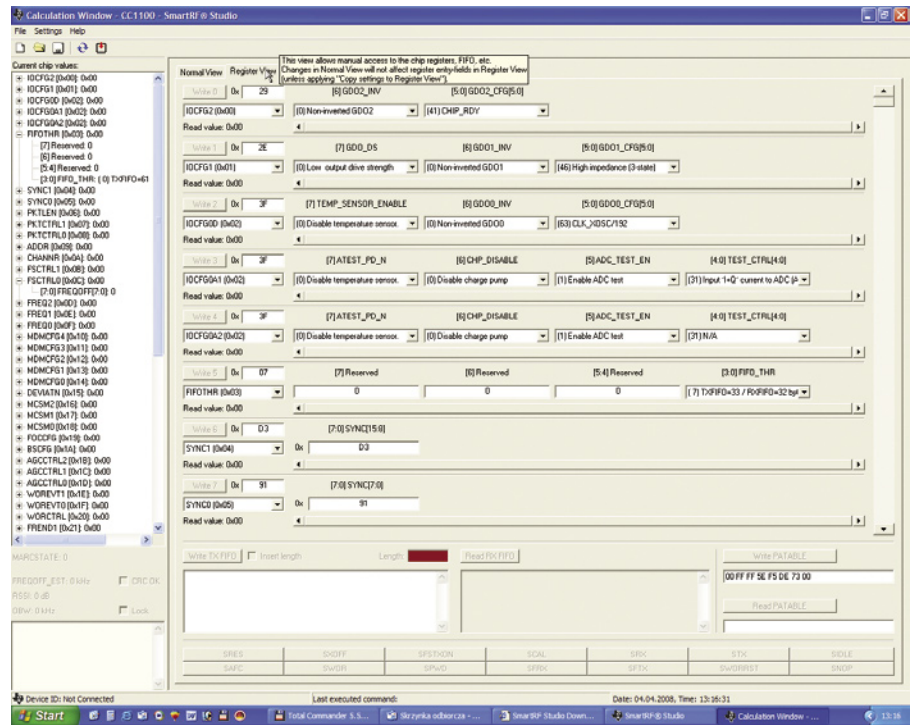 Calculation Window - CC1100 - SmartRF® Studio
File Settings Help
Current chip values:
IOCFG2 [0x00]: 0x00
IOCFG1 [0x01]: 0x00
IOCFG0D [0x02]: 0x00
IOCFG0A1 [0x02]: 0x00
IOCFG0A2 [0x02]: 0x00
FIFOTHR [0x03]: 0x00
[7] Reserved: 0
[6] Reserved: 0
[5:4] Reserved: 0
[3:0] FIFO_THR: ( 0) TXFIFO=61
SYNC1 [0x04]: 0x00
SYNC0 [0x05]: 0x00
PKTLEN [0x06]: 0x00
PKTCTRL1 [0x07]: 0x00
PKTCTRL0 [0x08]: 0x00
ADDR [0x09]: 0x00
CHANNR [0x0A]: 0x00
FSCTRL1 [0x0B]: 0x00
FSCTRL0 [0x0C]: 0x00
[7:0] FREQOFF[7:0]: 0
FREQ2 [0x0D]: 0x00
FREQ1 [0x0E]: 0x00
FREQ0 [0x0F]: 0x00
MDMCFG4 [0x10]: 0x00
MDMCFG3 [0x11]: 0x00
MDMCFG2 [0x12]: 0x00
MDMCFG1 [0x13]: 0x00
MDMCFG0 [0x14]: 0x00
DEVIATN [0x15]: 0x00
MCSM2 [0x16]: 0x00
MCSM1 [0x17]: 0x00
MCSM0 [0x18]: 0x00
FOCCFG [0x19]: 0x00
BSCFG [0x1A]: 0x00
AGCCTRL2 [0x1B]: 0x00
AGCCTRL1 [0x1C]: 0x00
AGCCTRL0 [0x1D]: 0x00
WOREVT1 [0x1E]: 0x00
WOREVT0 [0x1F]: 0x00
WORCTRL [0x20]: 0x00
FREND1 [0x21]: 0x00
MARCSTATE: 0
FREQOFF_EST: 0 kHz CRC OK
RSSI: 0 dB
OBW: 0 kHz Lock
Normal View Register View
This view allows manual access to the chip registers, FIFO, etc.
Changes in Normal View will not affect register entry-fields in Register View
(unless applying "Copy settings to Register View").
Write 0 0x 29 [6] GDO2_INV [5:0] GDO2_CFG[5:0]
IOCFG2 (0x00) (0) Non-inverted GDO2 (41) CHIP_RDY
Read value: 0x00
Write 1 0x 2E [7] GDO_DS [6] GDO1_INV [5:0] GDO1_CFG[5:0]
IOCFG1 (0x01) (0) Low output drive strength (0) Non-inverted GDO1 (46) High impedance (3-state)
Read value: 0x00
Write 2 0x 3F [7] TEMP_SENSOR_ENABLE [6] GDO0_INV [5:0] GDO0_CFG[5:0]
IOCFG0D (0x02) (0) Disable temperature sensor. (0) Non-inverted GDO0 (63) CLK_XOSC/192
Read value: 0x00
Write 3 0x 3F [7] ATEST_PD_N [6] CHP_DISABLE [5] ADC_TEST_EN [4:0] TEST_CTRL[4:0]
IOCFG0A1 (0x02) (0) Disable temperature sensor. (0) Disable charge pump (1) Enable ADC test (31) Input 'I+Q' current to ADC (A
Read value: 0x00
Write 4 0x 3F [7] ATEST_PD_N [6] CHP_DISABLE [5] ADC_TEST_EN [4:0] TEST_CTRL[4:0]
IOCFG0A2 (0x02) (0) Disable temperature sensor. (0) Disable charge pump (1) Enable ADC test (31) N/A
Read value: 0x00
Write 5 0x 07 [7] Reserved [6] Reserved [5:4] Reserved [3:0] FIFO_THR
FIFOTHR (0x03) 0 0 0 ( 7) TXFIFO=33 / RXFIFO=32 byt
Read value: 0x00
Write 6 0x D3 [7:0] SYNC[15:8]
SYNC1 (0x04) 0x D3
Read value: 0x00
Write 7 0x 91 [7:0] SYNC[7:0]
SYNC0 (0x05) 0x 91
Read value: 0x00
Write TX FIFO Insert length Length: Read RX FIFO Write PATABLE
00 FF FF 5E F5 DE 73 00
Read PATABLE
SRES SXOFF SFSTXON SCAL SRX STX SIDLE
SAFC SWOR SPWD SFRX SFTX SWORRST SNOP
Device ID: Not Connected Last executed command: Date: 04.04.2008, Time: 13:16:31
Start Total Commander 5.5... Skrzynka odbiorcza - ... SmartRF Studio Down... SmartRF® Studio Calculation Window - ... 13:16